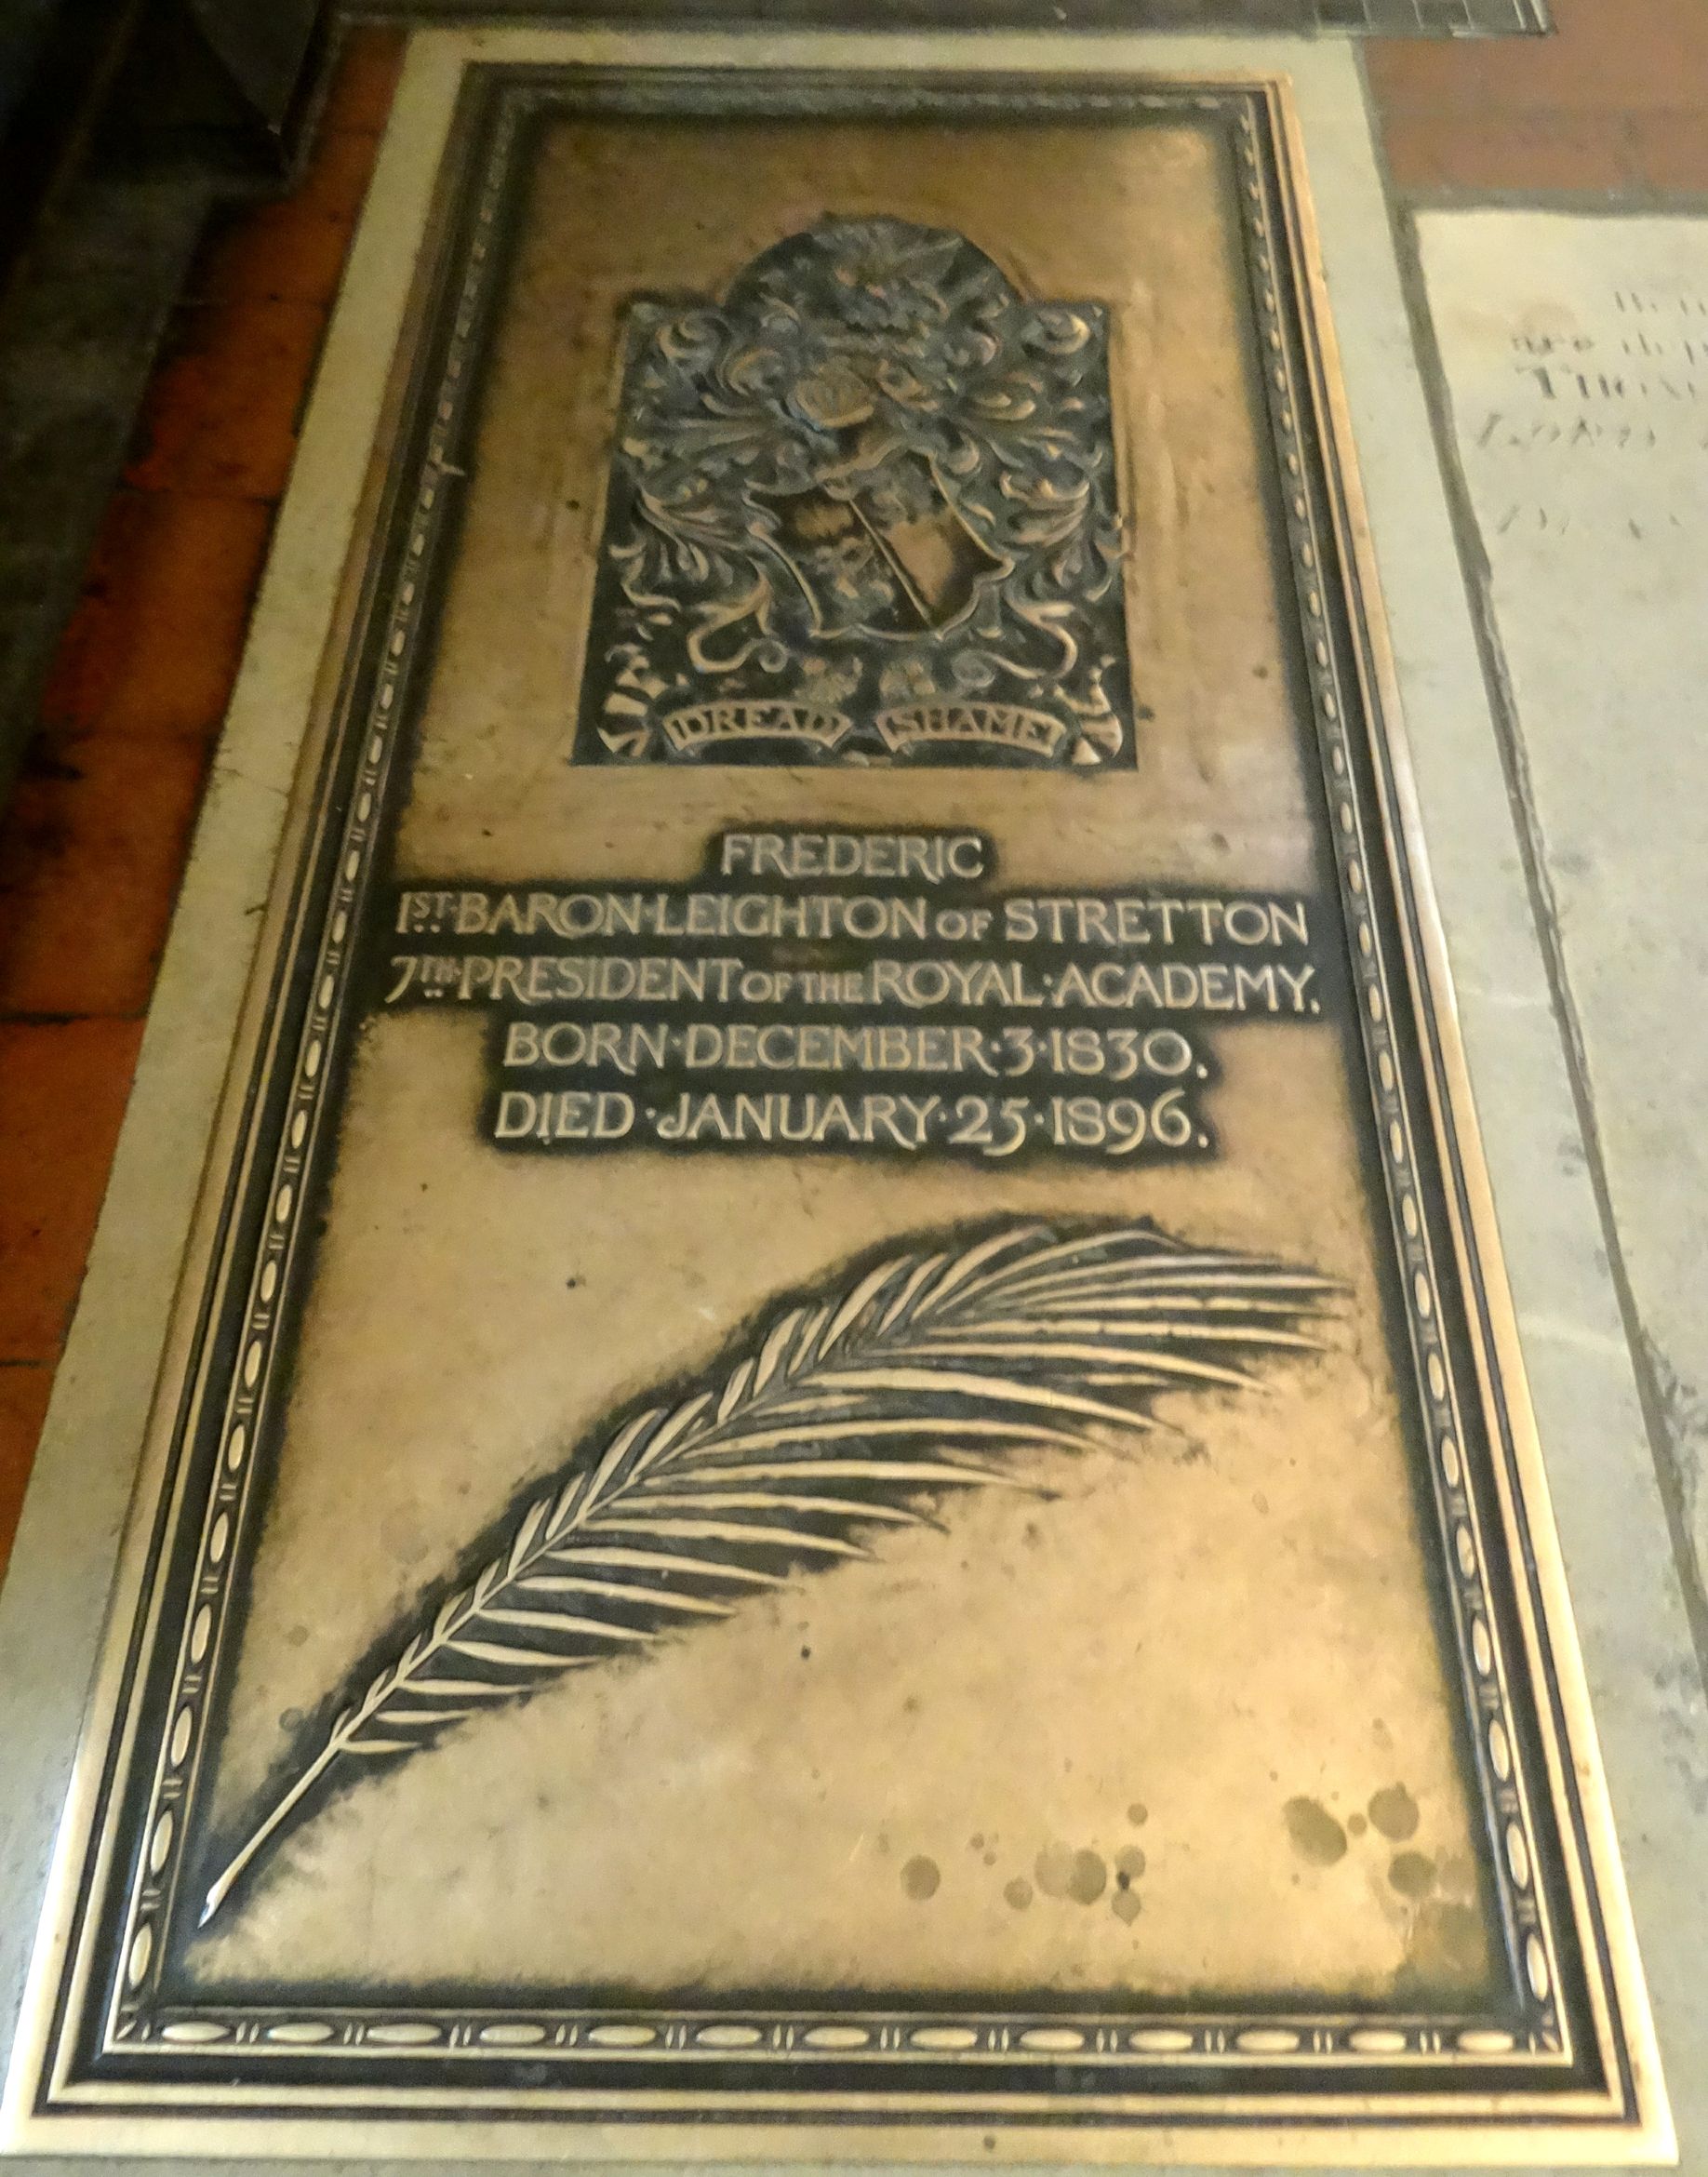 DREAD SHAME
FREDERIC
1ST·BARON·LEIGHTON OF STRETTON
7TH·PRESIDENT OF THE ROYAL·ACADEMY.
BORN·DECEMBER·3·1830.
DIED·JANUARY·25·1896.
are